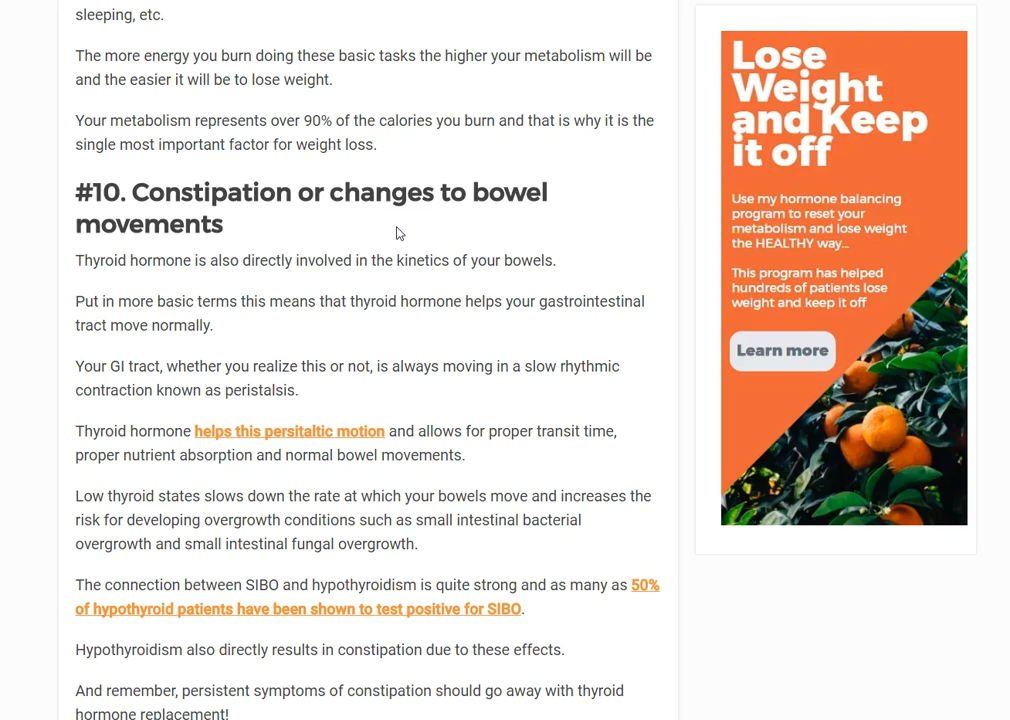 sleeping, etc.
The more energy you burn doing these basic tasks the higher your metabolism will be
and the easier it will be to lose weight.
Your metabolism represents over 90% of the calories you burn and that is why it is the
single most important factor for weight loss.
#10. Constipation or changes to bowel
movements
Thyroid hormone is also directly involved in the kinetics of your bowels.
Put in more basic terms this means that thyroid hormone helps your gastrointestinal
tract move normally.
Your GI tract, whether you realize this or not, is always moving in a slow rhythmic
contraction known as peristalsis.
Thyroid hormone helps this persitaltic motion and allows for proper transit time,
proper nutrient absorption and normal bowel movements.
Low thyroid states slows down the rate at which your bowels move and increases the
risk for developing overgrowth conditions such as small intestinal bacterial
overgrowth and small intestinal fungal overgrowth.
The connection between SIBO and hypothyroidism is quite strong and as many as 50%
of hypothyroid patients have been shown to test positive for SIBO.
Hypothyroidism also directly results in constipation due to these effects.
And remember, persistent symptoms of constipation should go away with thyroid
hormone replacement!
Lose
Weight
and Keep
it off
Use my hormone balancing
program to reset your
metabolism and lose weight
the HEALTHY way...
This program has helped
hundreds of patients lose
weight and keep it off
Learn more